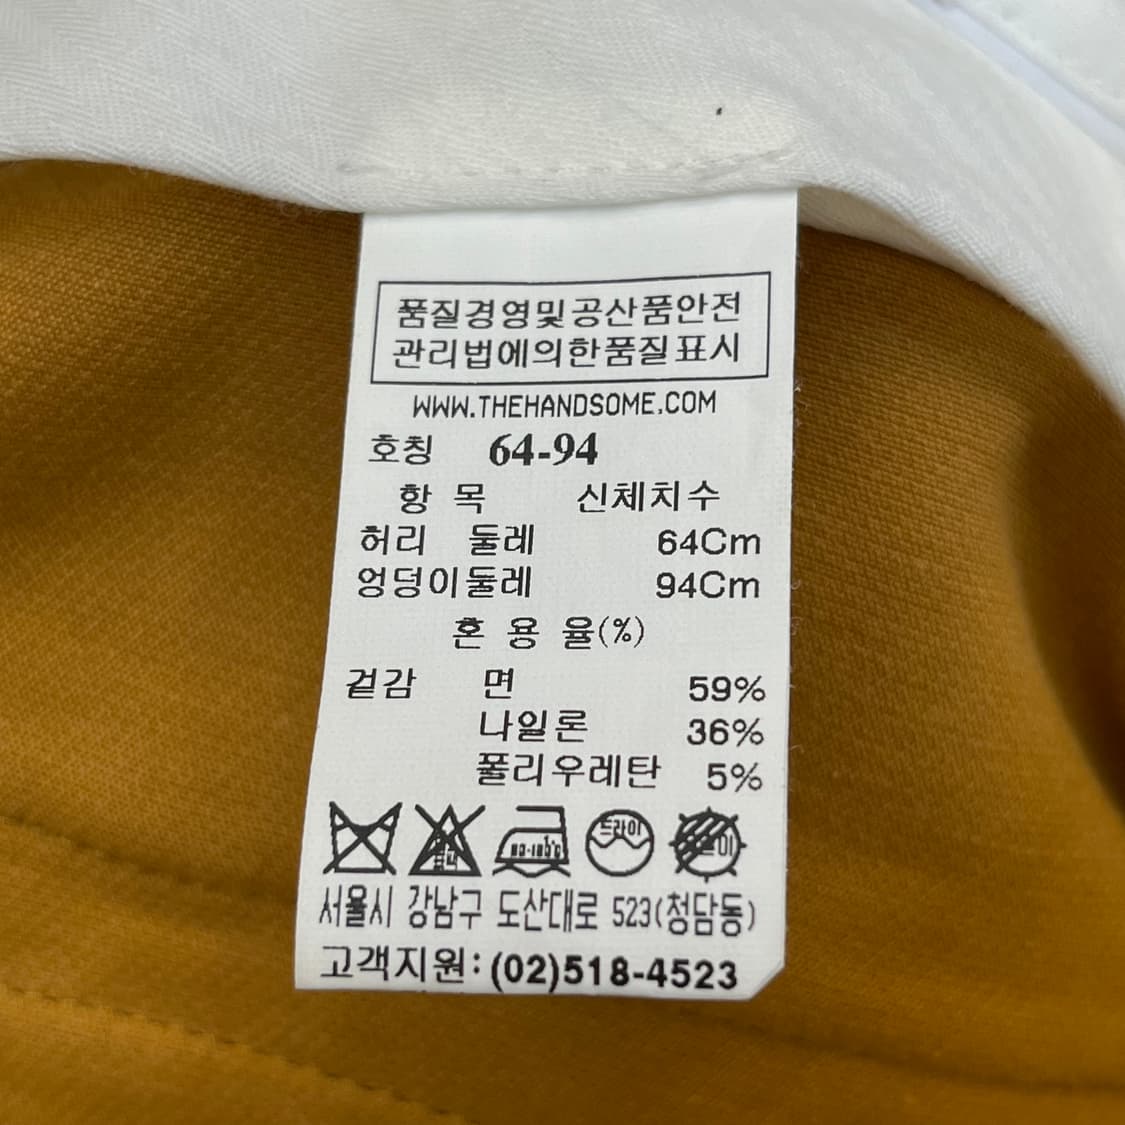 품질경영및공산품안전
관리법에의한품질표시
WWW.THEHANDSOME.COM
호칭 64-94
항 목 신체치수
허리 둘레 64Cm
엉덩이둘레 94Cm
혼 용 율(%)
겉감 면 59%
나일론 36%
폴리우레탄 5%
드라이
서울시 강남구 도산대로 523(청담동)
고객지원: (02)518-4523